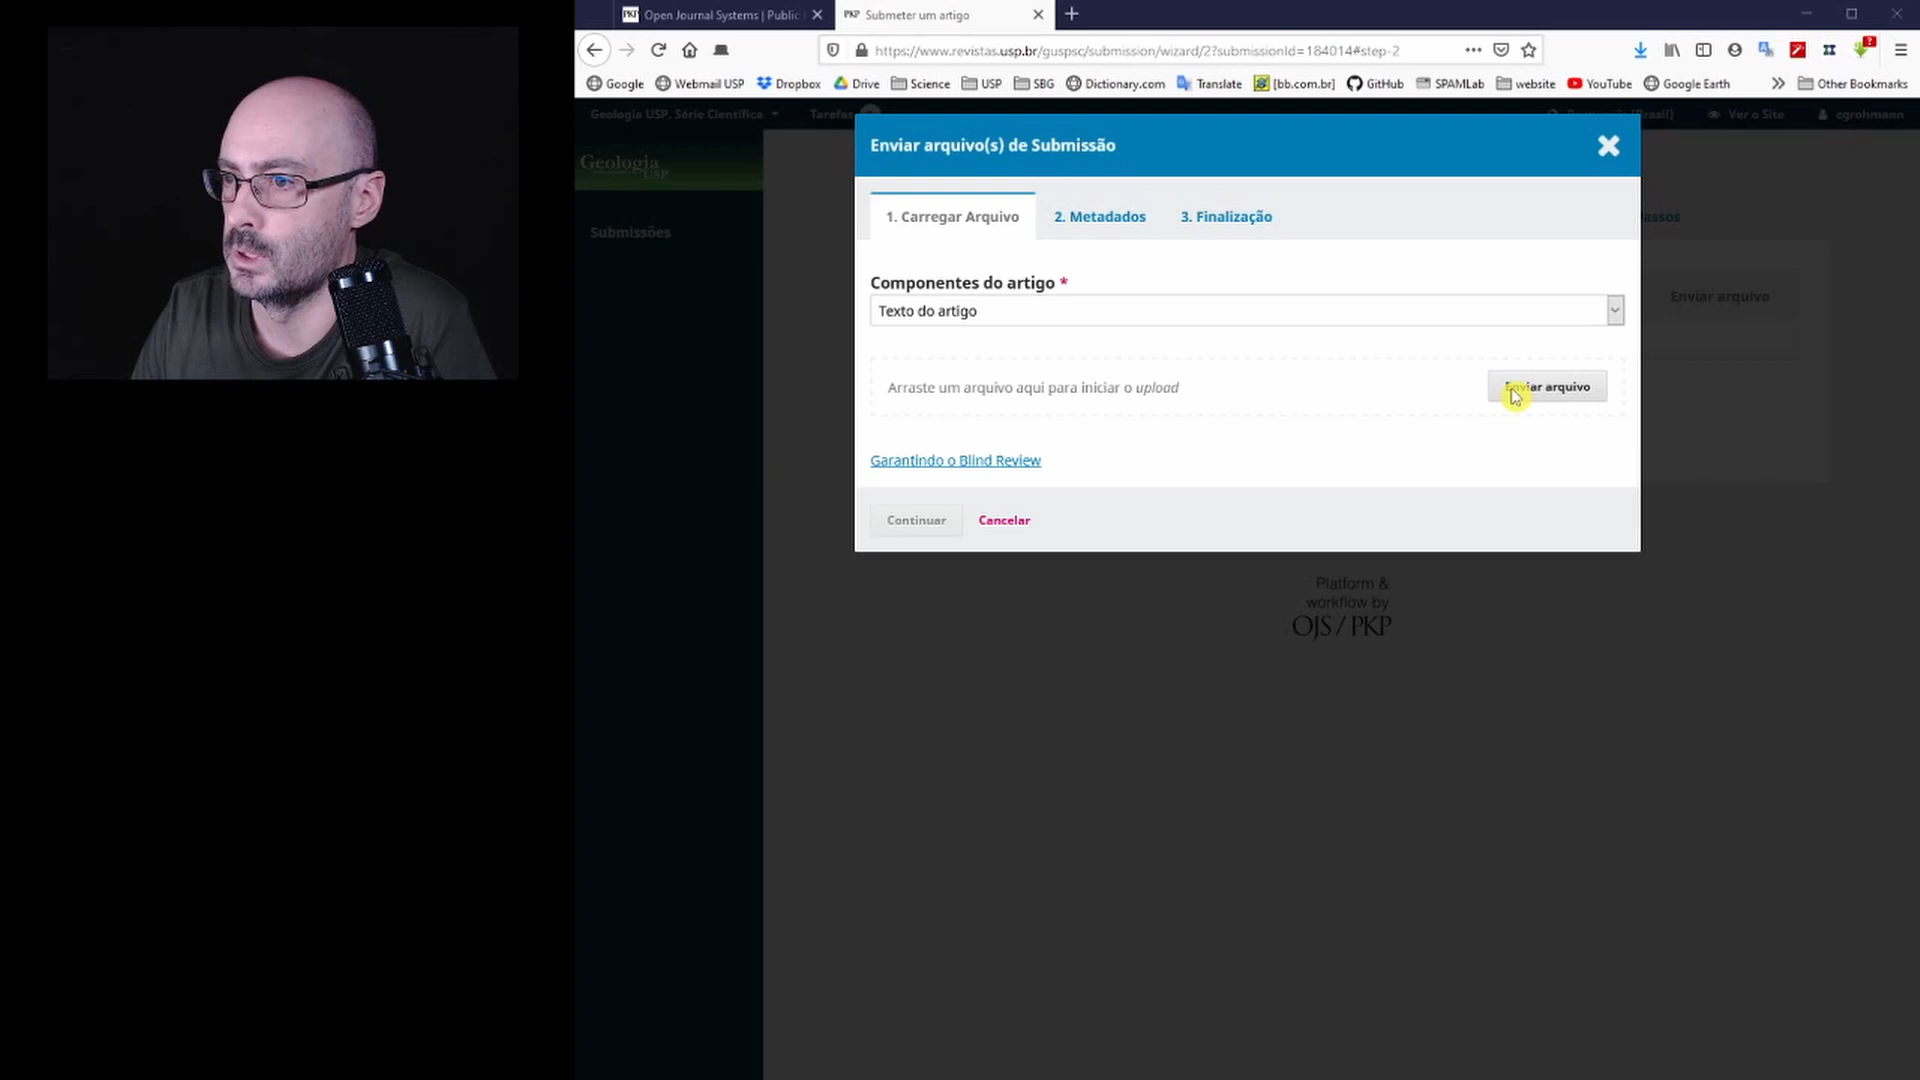 Open Journal Systems | Public
Submeter um artigo
https://www.revistas.usp.br/guspsc/submission/wizard/2?submissionId=184014#step-2
Google
Webmail USP
Dropbox
Drive
Science
USP
SBG
Dictionary.com
Translate
[bb.com.br]
GitHub
SPAMLab
website
YouTube
Google Earth
Other Bookmarks
Geologia USP. Série Científica
Tarefas
Ver o Site
cgrohmann
Geologia
USP
Submissões
Enviar arquivo(s) de Submissão
1. Carregar Arquivo
2. Metadados
3. Finalização
Componentes do artigo *
Texto do artigo
Arraste um arquivo aqui para iniciar o upload
Enviar arquivo
Garantindo o Blind Review
Continuar
Cancelar
Enviar arquivo
Platform &
workflow by
OJS / PKP